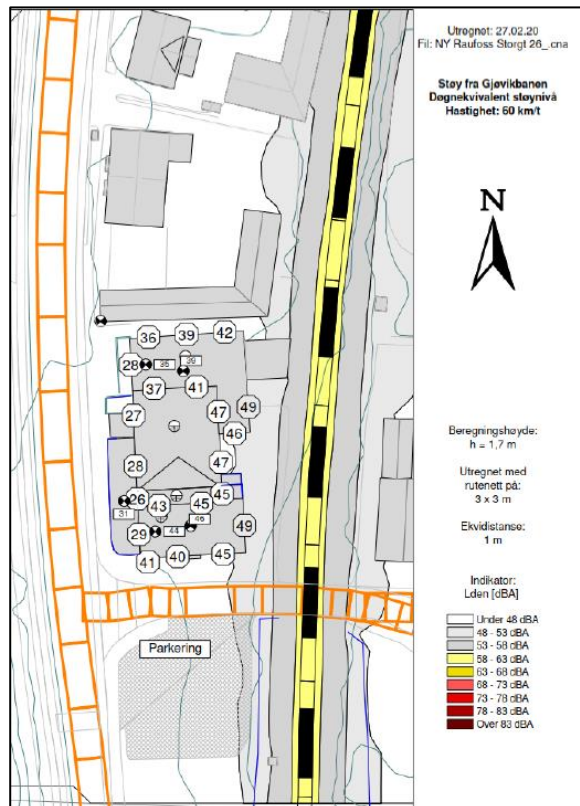 Utregnet: 27.02.20
Fil: NY Raufoss Storgt 26_.cna
Støy fra Gjøvikbanen
Døgnekvivalent støynivå
Hastighet: 60 km/t
N
36 39 42
28 35 39
37 41
27 47 49
46
28 47
26 43 45 45
31
29 44 46 49
41 40 45
Parkering
Beregningshøyde:
h = 1,7 m
Utregnet med
rutenett på:
3 x 3 m
Ekvidistanse:
1 m
Indikator:
Lden [dBA]
Under 48 dBA
48 - 53 dBA
53 - 58 dBA
58 - 63 dBA
63 - 68 dBA
68 - 73 dBA
73 - 78 dBA
78 - 83 dBA
Over 83 dBA